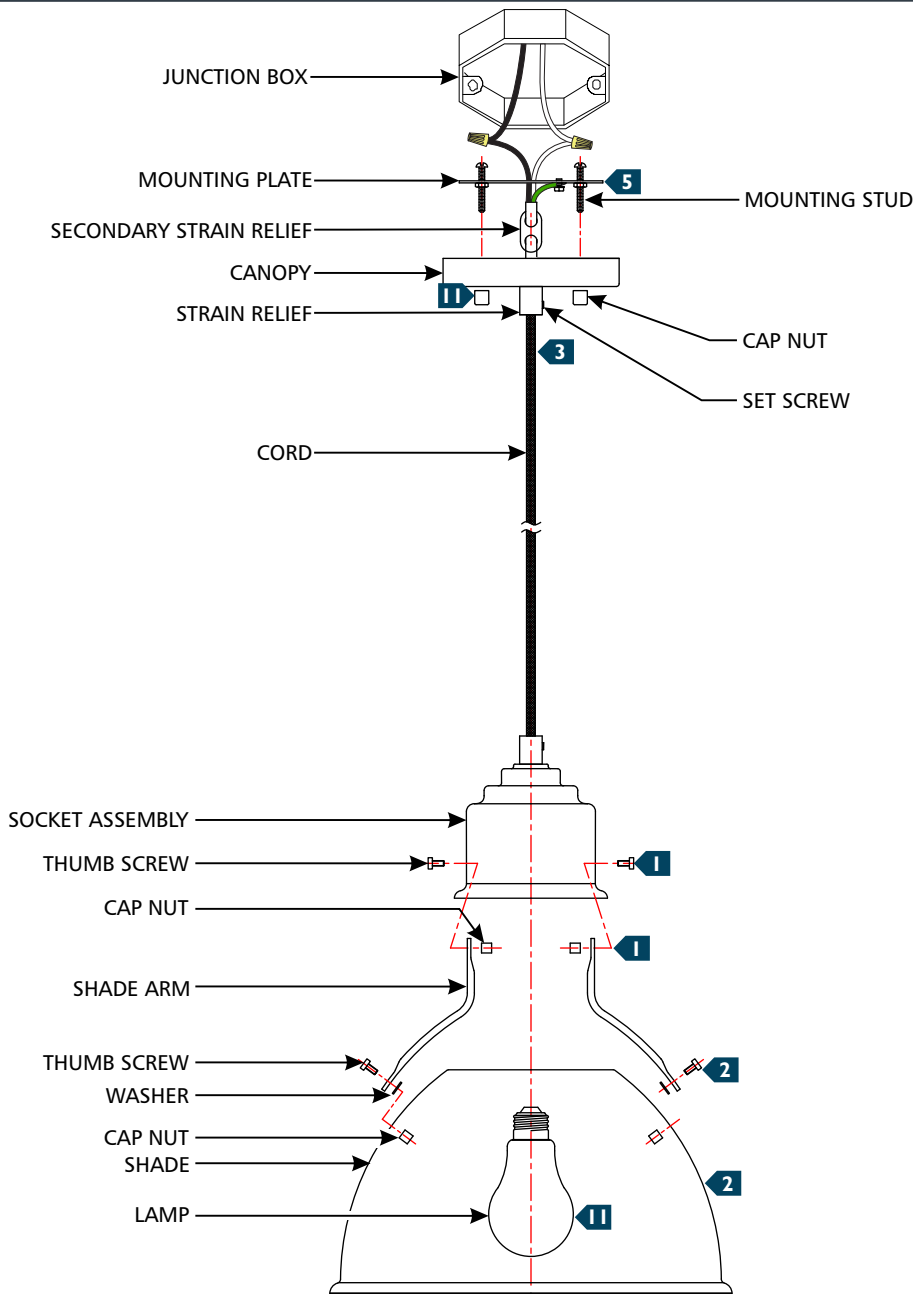 JUNCTION BOX
MOUNTING PLATE
5
MOUNTING STUD
SECONDARY STRAIN RELIEF
CANOPY
11
STRAIN RELIEF
CAP NUT
3
SET SCREW
CORD
SOCKET ASSEMBLY
THUMB SCREW
1
CAP NUT
1
SHADE ARM
THUMB SCREW
2
WASHER
CAP NUT
SHADE
2
LAMP
11